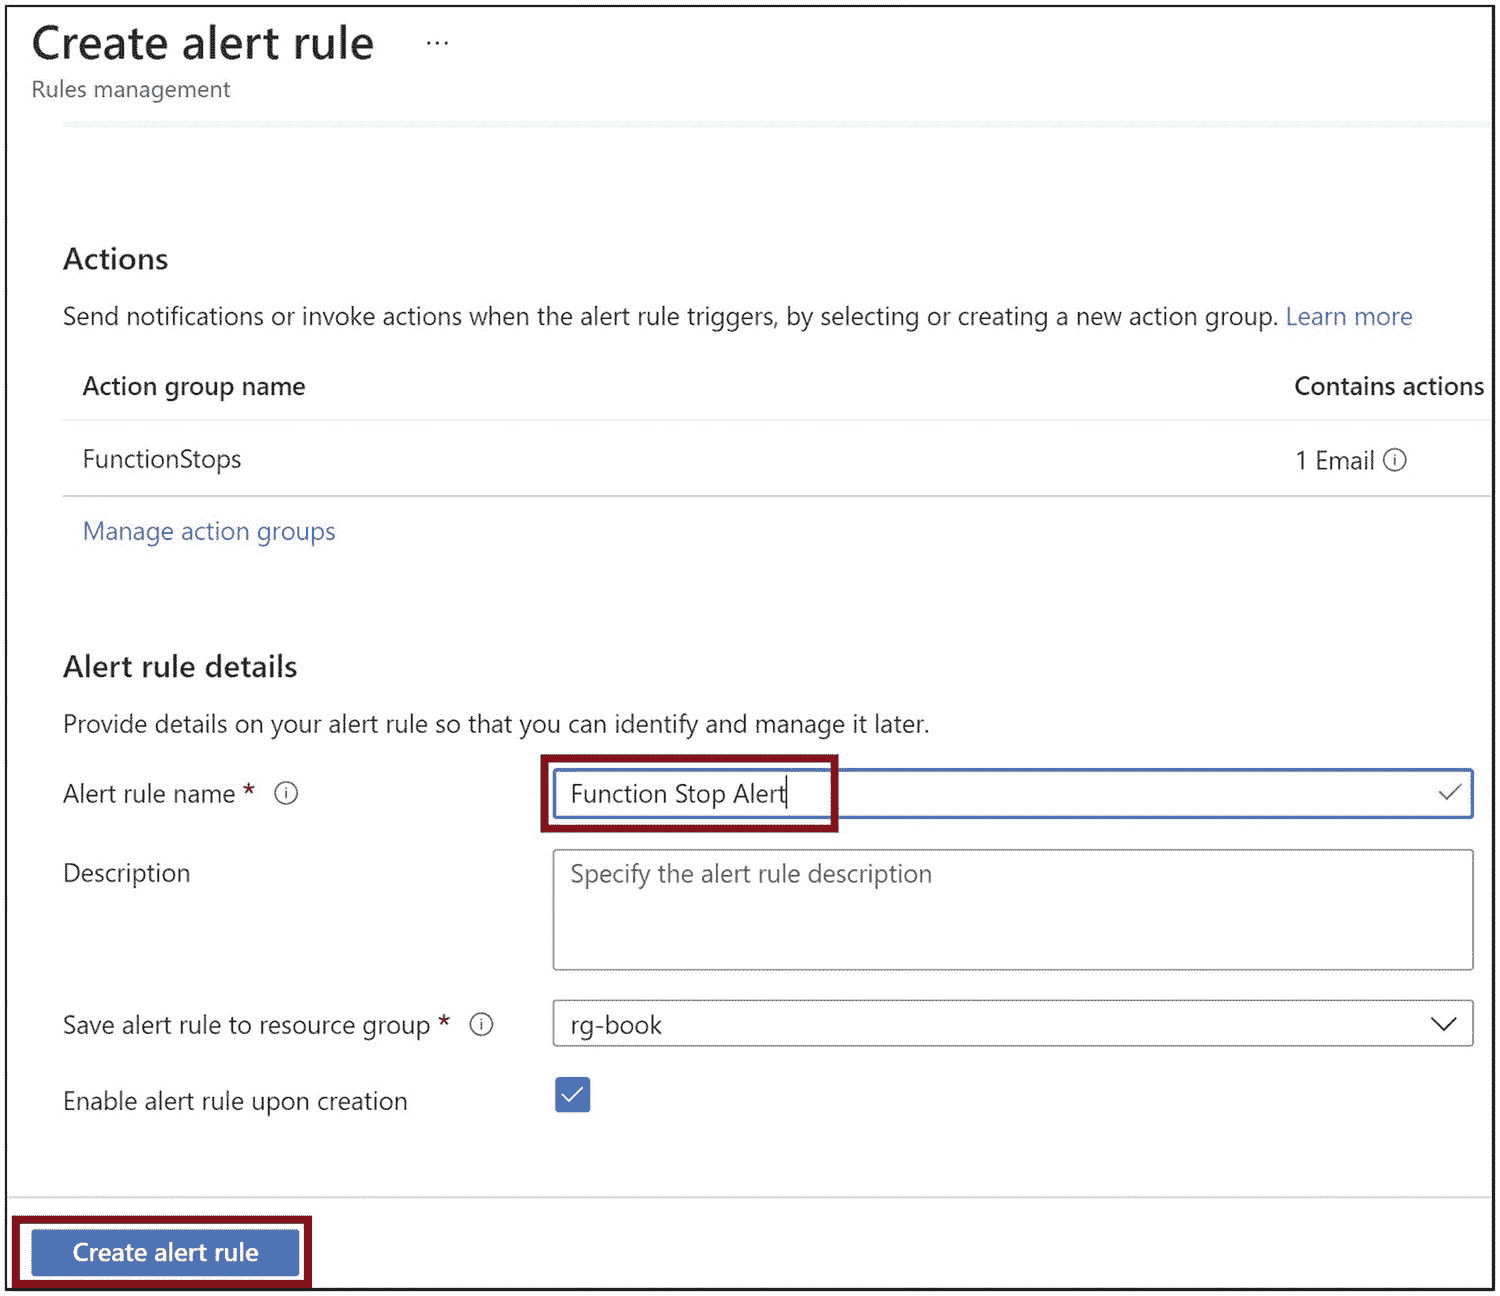 Create alert rule ...
Rules management
Actions
Send notifications or invoke actions when the alert rule triggers, by selecting or creating a new action group. Learn more
Action group name Contains actions
FunctionStops 1 Email
Manage action groups
Alert rule details
Provide details on your alert rule so that you can identify and manage it later.
Alert rule name * Function Stop Alert
Description Specify the alert rule description
Save alert rule to resource group * rg-book
Enable alert rule upon creation
Create alert rule